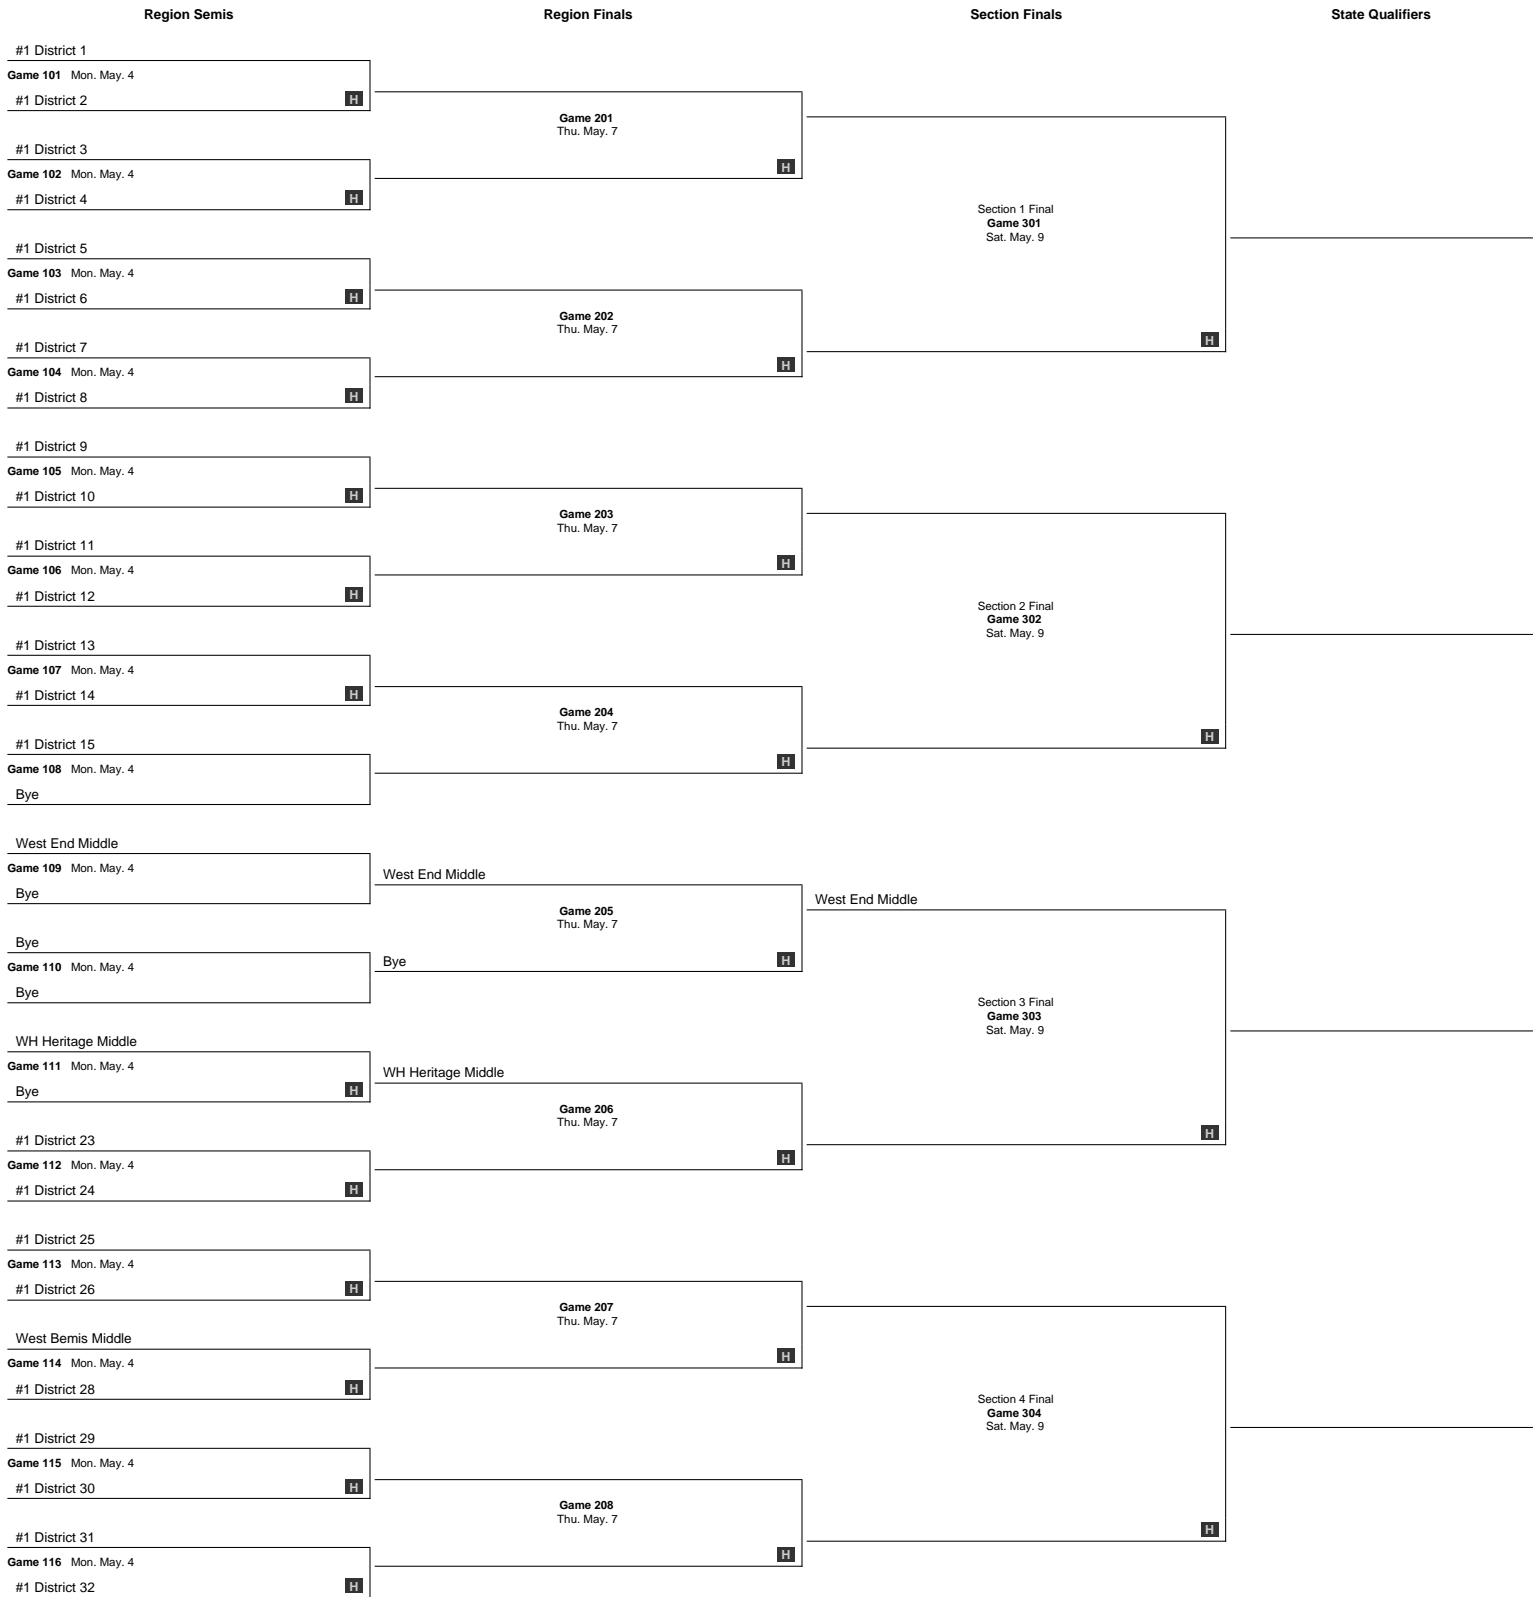 Region Semis
Region Finals
Section Finals
State Qualifiers
#1 District 1
Game 101 Mon. May. 4
#1 District 2 H
#1 District 3
Game 102 Mon. May. 4
#1 District 4 H
#1 District 5
Game 103 Mon. May. 4
#1 District 6 H
#1 District 7
Game 104 Mon. May. 4
#1 District 8 H
#1 District 9
Game 105 Mon. May. 4
#1 District 10 H
#1 District 11
Game 106 Mon. May. 4
#1 District 12 H
#1 District 13
Game 107 Mon. May. 4
#1 District 14 H
#1 District 15
Game 108 Mon. May. 4
Bye
West End Middle
Game 109 Mon. May. 4
Bye
Bye
Game 110 Mon. May. 4
Bye
WH Heritage Middle
Game 111 Mon. May. 4
Bye H
#1 District 23
Game 112 Mon. May. 4
#1 District 24 H
#1 District 25
Game 113 Mon. May. 4
#1 District 26 H
West Bemis Middle
Game 114 Mon. May. 4
#1 District 28 H
#1 District 29
Game 115 Mon. May. 4
#1 District 30 H
#1 District 31
Game 116 Mon. May. 4
#1 District 32 H
Game 201
Thu. May. 7
H
Game 202
Thu. May. 7
H
Game 203
Thu. May. 7
H
Game 204
Thu. May. 7
H
West End Middle
Game 205
Thu. May. 7
Bye H
WH Heritage Middle
Game 206
Thu. May. 7
H
Game 207
Thu. May. 7
H
Game 208
Thu. May. 7
H
Section 1 Final
Game 301
Sat. May. 9
H
Section 2 Final
Game 302
Sat. May. 9
H
West End Middle
Section 3 Final
Game 303
Sat. May. 9
H
Section 4 Final
Game 304
Sat. May. 9
H